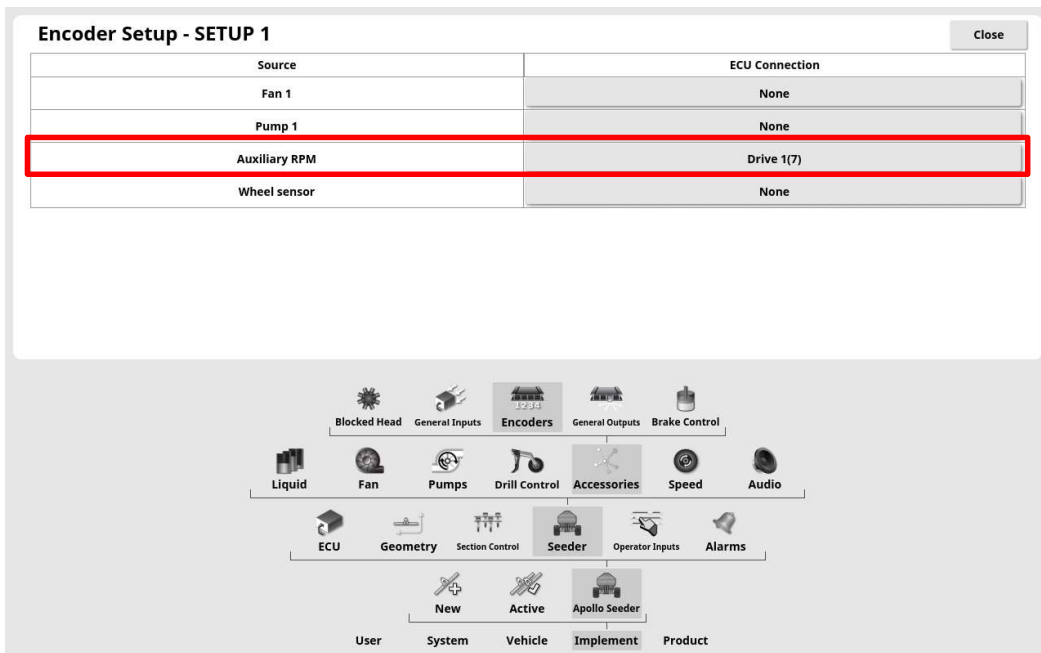 Encoder Setup - SETUP 1
Close
Source ECU Connection
Fan 1 None
Pump 1 None
Auxiliary RPM Drive 1(7)
Wheel sensor None
1234
Blocked Head General Inputs Encoders General Outputs Brake Control
Liquid Fan Pumps Drill Control Accessories Speed Audio
ECU Geometry Section Control Seeder Operator Inputs Alarms
New Active Apollo Seeder
User System Vehicle Implement Product